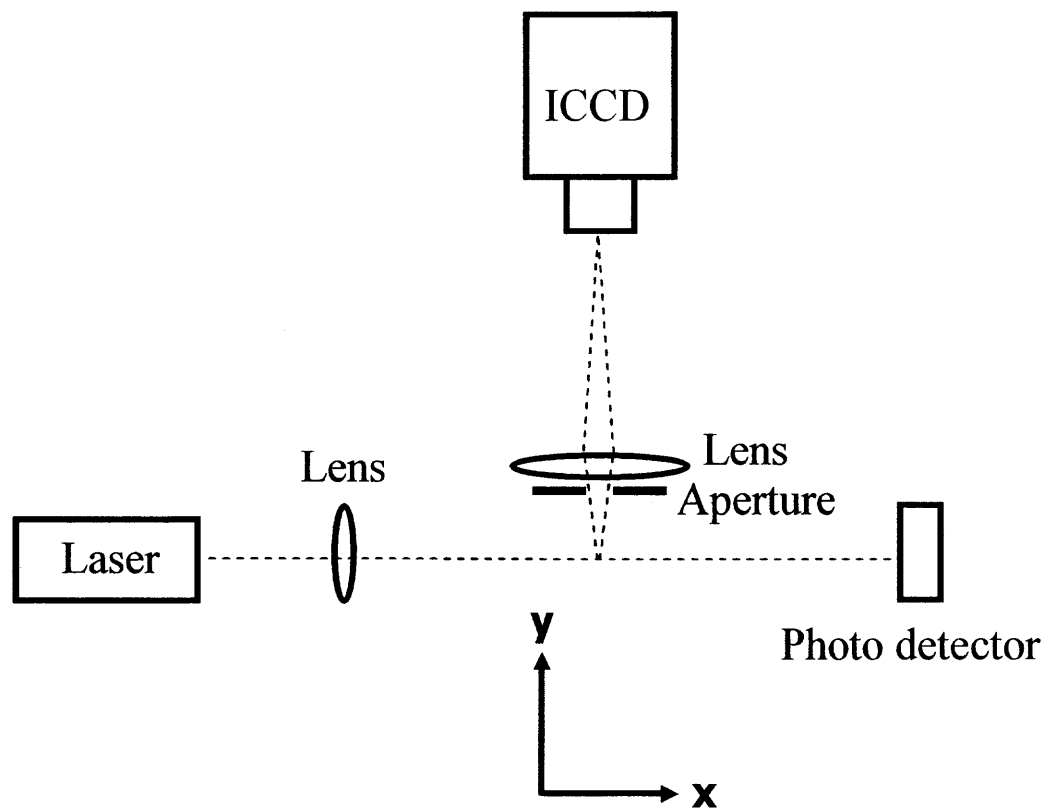 ICCD
Lens
Lens
Aperture
Laser
Photo detector
y
x